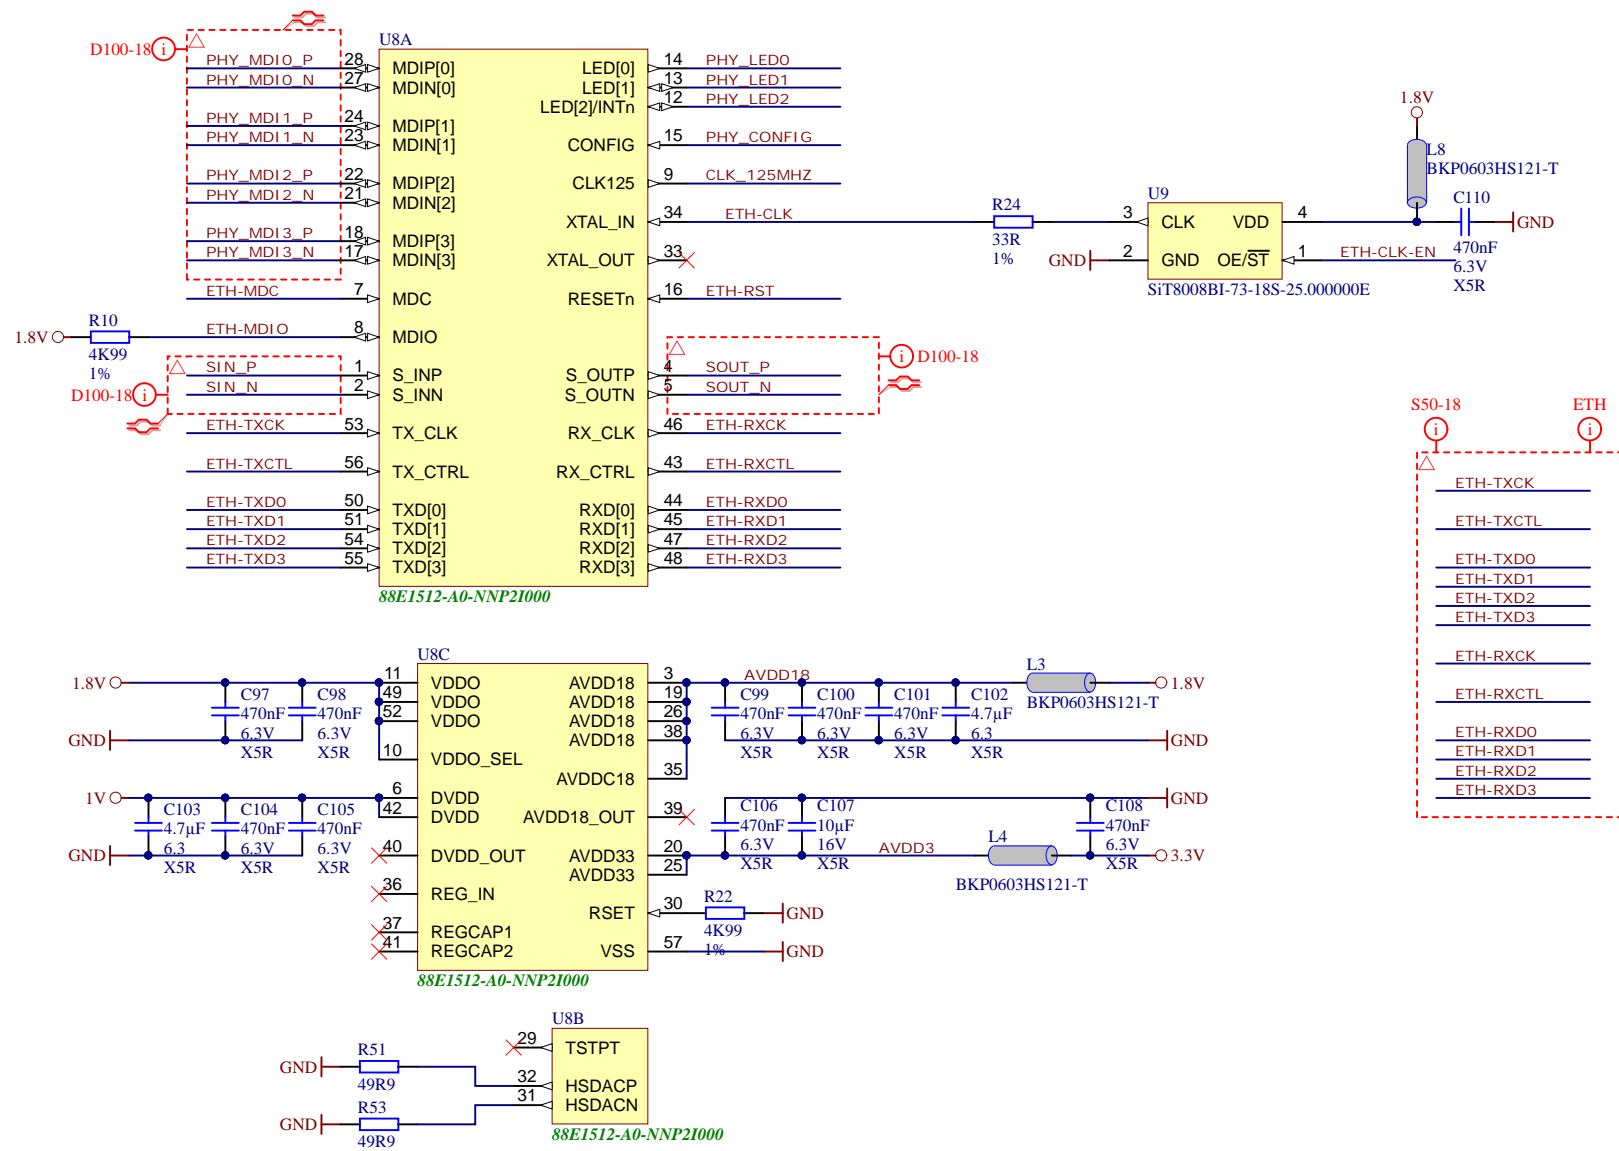 U8A
D100-18 i
PHY_MDI0_P 28 MDIP[0] LED[0] 14 PHY_LED0
PHY_MDI0_N 27 MDIN[0] LED[1] 13 PHY_LED1
LED[2]/INTn 12 PHY_LED2
PHY_MDI1_P 24 MDIP[1]
PHY_MDI1_N 23 MDIN[1] CONFIG 15 PHY_CONFIG
PHY_MDI2_P 22 MDIP[2] CLK125 9 CLK_125MHZ
PHY_MDI2_N 21 MDIN[2]
XTAL_IN 34 ETH-CLK
PHY_MDI3_P 18 MDIP[3]
PHY_MDI3_N 17 MDIN[3] XTAL_OUT 33
ETH-MDC 7 MDC RESETn 16 ETH-RST
1.8V R10 ETH-MDIO 8 MDIO
4K99
1%
SIN_P 1 S_INP S_OUTP 4 SOUT_P
SIN_N 2 S_INN S_OUTN 5 SOUT_N
D100-18 i
i D100-18
ETH-TXCK 53 TX_CLK RX_CLK 46 ETH-RXCK
ETH-TXCTL 56 TX_CTRL RX_CTRL 43 ETH-RXCTL
ETH-TXD0 50 TXD[0] RXD[0] 44 ETH-RXD0
ETH-TXD1 51 TXD[1] RXD[1] 45 ETH-RXD1
ETH-TXD2 54 TXD[2] RXD[2] 47 ETH-RXD2
ETH-TXD3 55 TXD[3] RXD[3] 48 ETH-RXD3
88E1512-A0-NNP2I000
1.8V
L8
BKP0603HS121-T
R24
33R
1%
U9
3 CLK VDD 4
GND 2 GND OE/ST 1 ETH-CLK-EN
SiT8008BI-73-18S-25.000000E
C110
GND
470nF
6.3V
X5R
S50-18 ETH
i i
ETH-TXCK
ETH-TXCTL
ETH-TXD0
ETH-TXD1
ETH-TXD2
ETH-TXD3
ETH-RXCK
ETH-RXCTL
ETH-RXD0
ETH-RXD1
ETH-RXD2
ETH-RXD3
U8C
1.8V 11 VDDO AVDD18 3 AVDD18 L3 1.8V
BKP0603HS121-T
49 VDDO AVDD18 19
52 VDDO AVDD18 26
AVDD18 38
10 VDDO_SEL
AVDDC18 35
C97 C98 C99 C100 C101 C102
470nF 470nF 470nF 470nF 470nF 4.7µF
6.3V 6.3V 6.3V 6.3V 6.3V 6.3
X5R X5R X5R X5R X5R X5R
GND GND
1V 6 DVDD GND
42 DVDD AVDD18_OUT 39
C103 C104 C105 C106 C107 C108
4.7µF 470nF 470nF 470nF 10µF 470nF
6.3 6.3V 6.3V 6.3V 16V 6.3V
X5R X5R X5R X5R X5R X5R
GND 40 DVDD_OUT AVDD33 20 AVDD3 L4 3.3V
AVDD33 25 BKP0603HS121-T
36 REG_IN
RSET 30 R22 GND
4K99
1%
37 REGCAP1
41 REGCAP2 VSS 57 GND
88E1512-A0-NNP2I000
U8B
29 TSTPT
GND R51 32 HSDACP
49R9
GND R53 31 HSDACN
49R9
88E1512-A0-NNP2I000